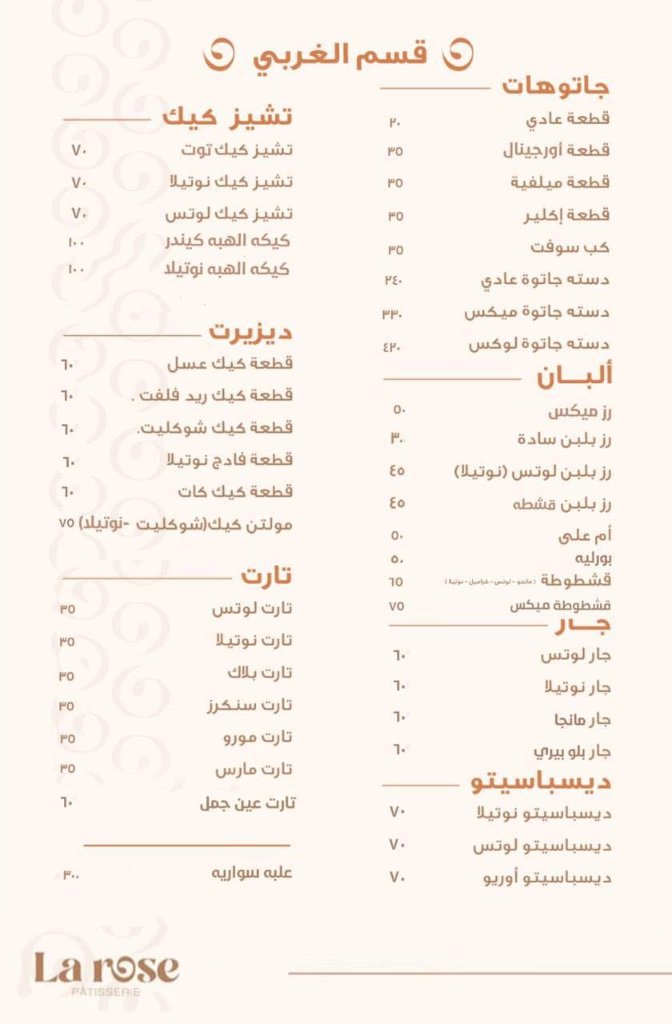 قسم الغربي
جاتوهات
قطعة عادي ٢٠
قطعة أورجينال ٣٥
قطعة ميلفية ٣٥
قطعة إكلير ٣٥
كب سوفت ٣٥
دسته جاتوة عادي ٢٤٠
دسته جاتوة ميكس ٣٣٠
دسته جاتوة لوكس ٤٢٠
ألبـــان
رز ميكس ٥٠
رز بلبن سادة ٣٠
رز بلبن لوتس (نوتيلا) ٤٥
رز بلبن قشطه ٤٥
أم على ٥٠
بورليه ٥٠
قشطوطة ( مانجو - لوتس - كراميل - نوتيلا ) ٦٥
قشطوطة ميكس ٧٥
جـــار
جار لوتس ٦٠
جار نوتيلا ٦٠
جار مانجا ٦٠
جار بلو بيري ٦٠
ديسباسيتو
ديسباسيتو نوتيلا ٧٠
ديسباسيتو لوتس ٧٠
ديسباسيتو أوريو ٧٠
تشيز كيك
تشيز كيك توت ٧٠
تشيز كيك نوتيلا ٧٠
تشيز كيك لوتس ٧٠
كيكه الهبه كيندر ١٠٠
كيكه الهبه نوتيلا ١٠٠
ديزيرت
قطعة كيك عسل ٦٠
قطعة كيك ريد فلفت . ٦٠
قطعة كيك شوكليت. ٦٠
قطعة فادج نوتيلا ٦٠
قطعة كيك كات ٦٠
مولتن كيك(شوكليت -نوتيلا) ٧٥
تارت
تارت لوتس ٣٥
تارت نوتيلا ٣٥
تارت بلاك ٣٥
تارت سنكرز ٣٥
تارت مورو ٣٥
تارت مارس ٣٥
تارت عين جمل ٦٠
علبه سواريه ٣٠٠
La rose
PÂTISSERIE